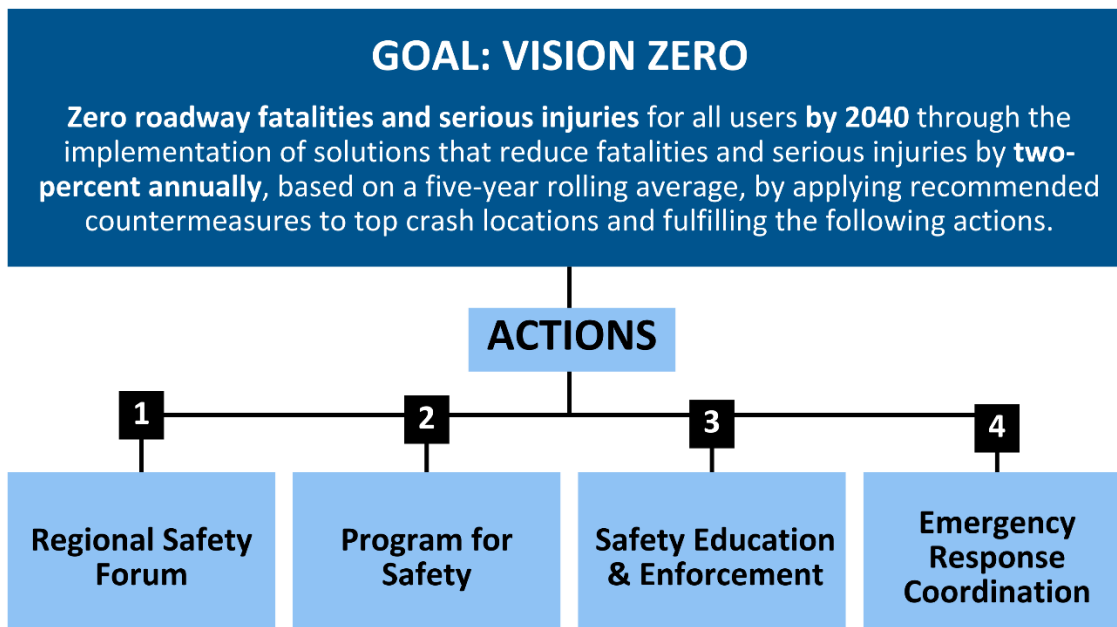 GOAL: VISION ZERO
Zero roadway fatalities and serious injuries for all users by 2040 through the
implementation of solutions that reduce fatalities and serious injuries by two-
percent annually, based on a five-year rolling average, by applying recommended
countermeasures to top crash locations and fulfilling the following actions.
ACTIONS
1
2
3
4
Regional Safety
Forum
Program for
Safety
Safety Education
& Enforcement
Emergency
Response
Coordination